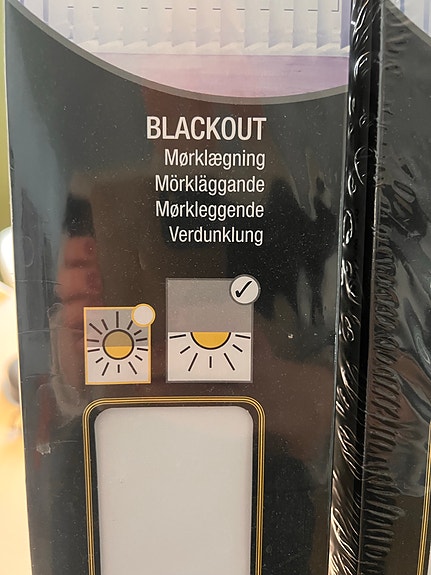 BLACKOUT
Mørklægning
Mörkläggande
Mørkleggende
Verdunklung